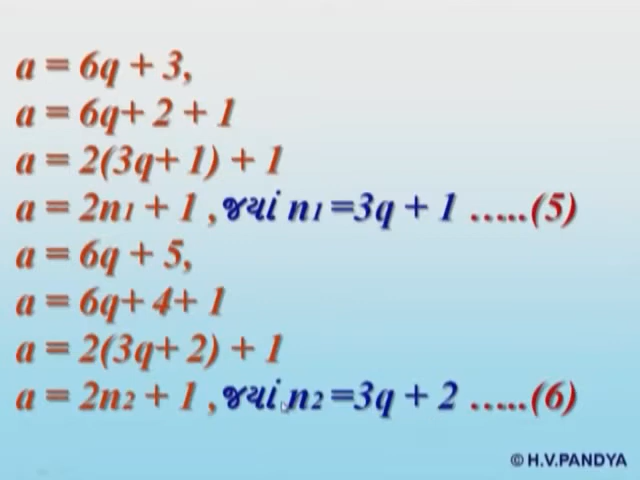 a = 6q + 3,
a = 6q+ 2 + 1
a = 2(3q+ 1) + 1
a = 2n₁ + 1 , જ્યાં n₁ =3q + 1 .....(5)
a = 6q + 5,
a = 6q+ 4+ 1
a = 2(3q+ 2) + 1
a = 2n₂ + 1 , જ્યાં n₂ =3q + 2 .....(6)
© H.V.PANDYA